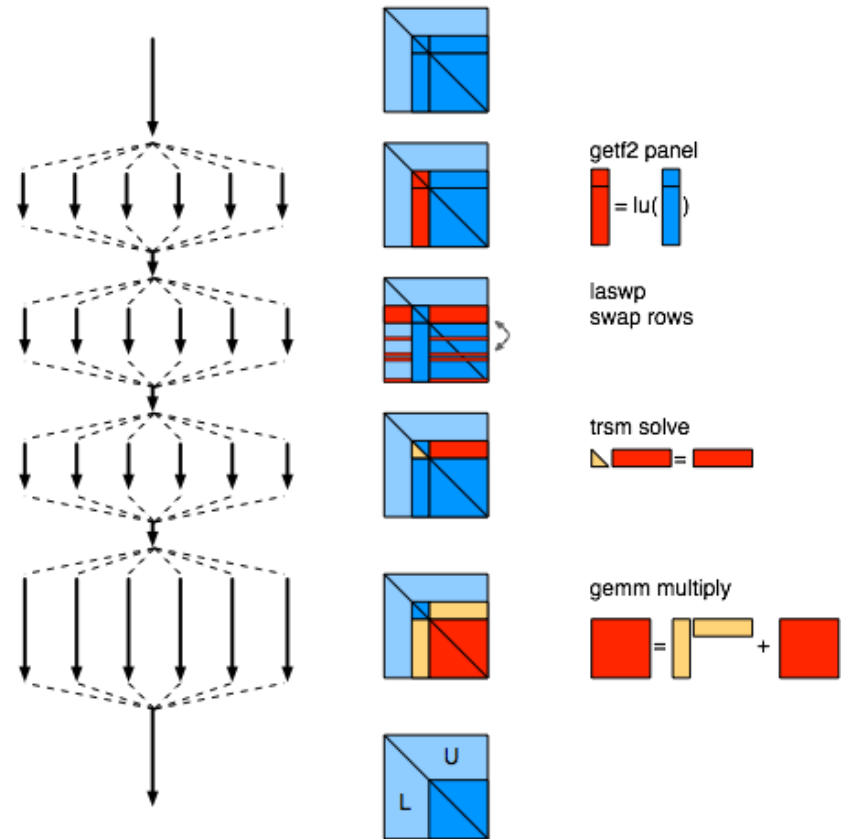 getf2 panel
= lu( )
laswp
swap rows
trsm solve
=
gemm multiply
= +
U
L